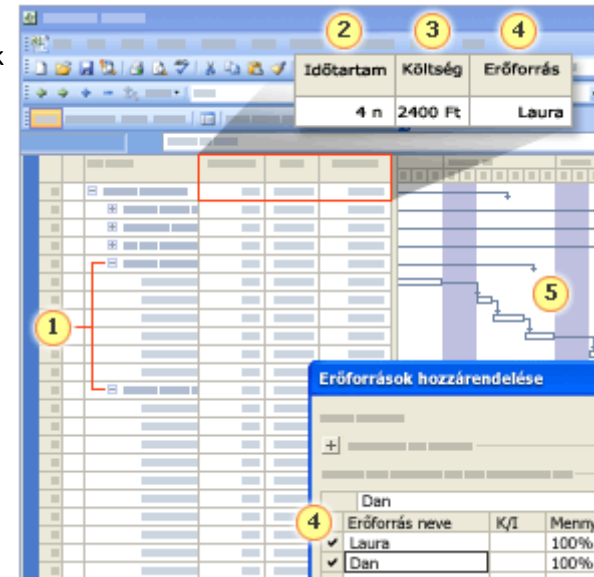 k
2 3 4
Időtartam Költség Erőforrás
4 n 2400 Ft Laura
5
1
Erőforrások hozzárendelése
Dan
4
Erőforrás neve K/I Menny
Laura 100%
Dan 100%